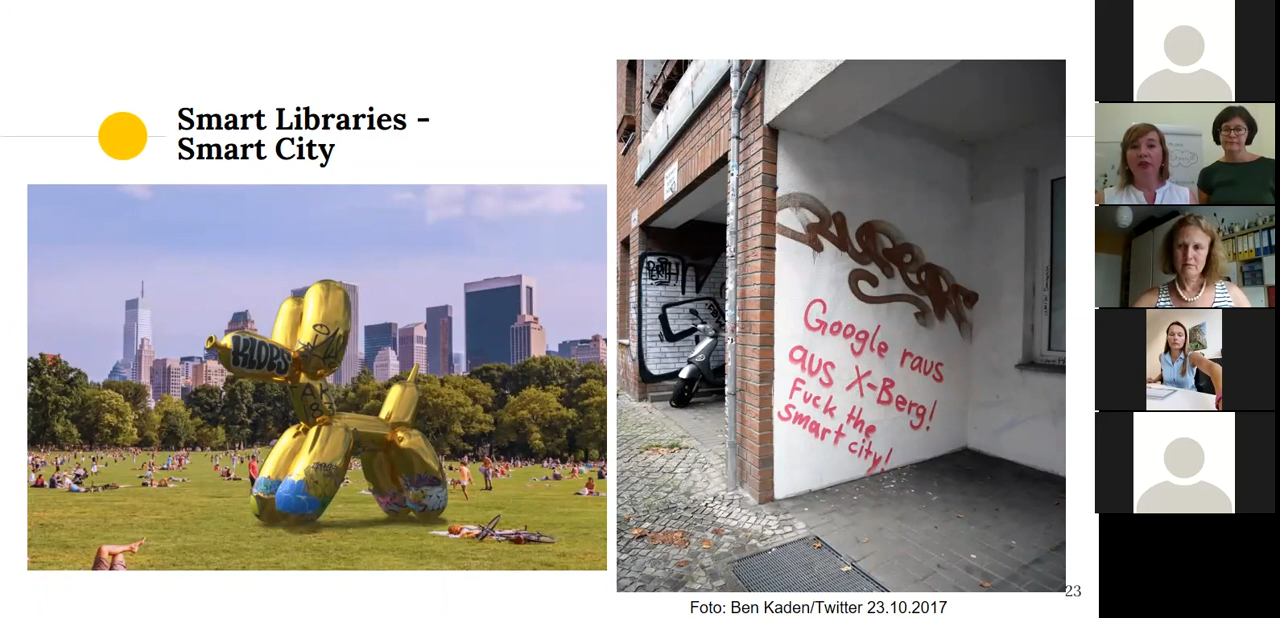 Smart Libraries -
Smart City
KLOPS
Google raus
aus X-Berg!
Fuck the
Smart city!
23
Foto: Ben Kaden/Twitter 23.10.2017